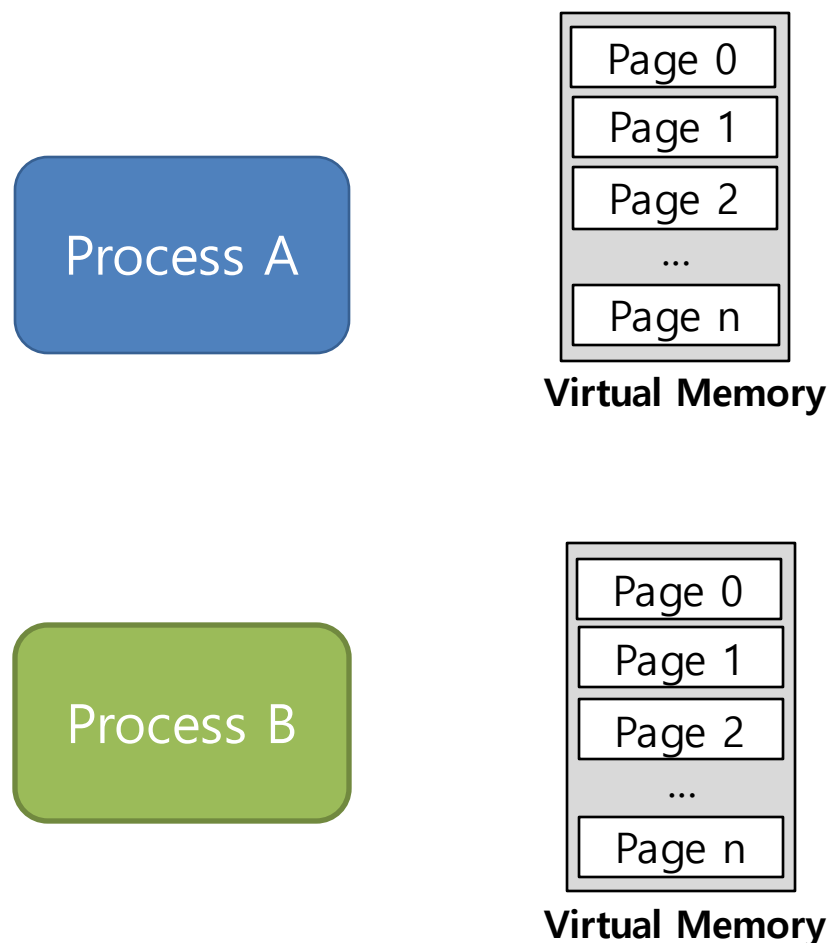 Page 0
Page 1
Process A
Page 2
...
Page n
Virtual Memory
Page 0
Page 1
Process B
Page 2
...
Page n
Virtual Memory